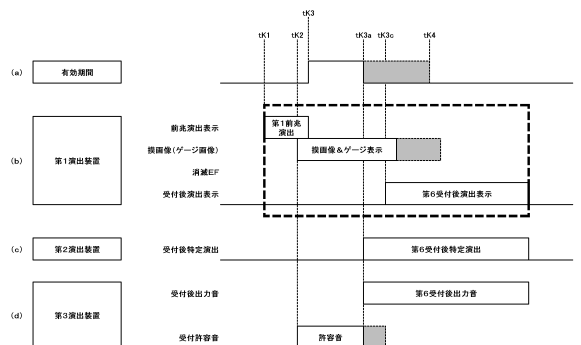 tK3
tK1 tK2 tK3a tK3c tK4
(a) 有効期間
前兆演出表示 第1前兆演出
摸画像(ゲージ画像) 摸画像&ゲージ表示
(b) 第1演出装置
消滅EF
受付後演出表示 第6受付後演出表示
(c) 第2演出装置 受付後特定演出 第6受付後特定演出
受付後出力音 第6受付後出力音
(d) 第3演出装置
受付許容音 許容音